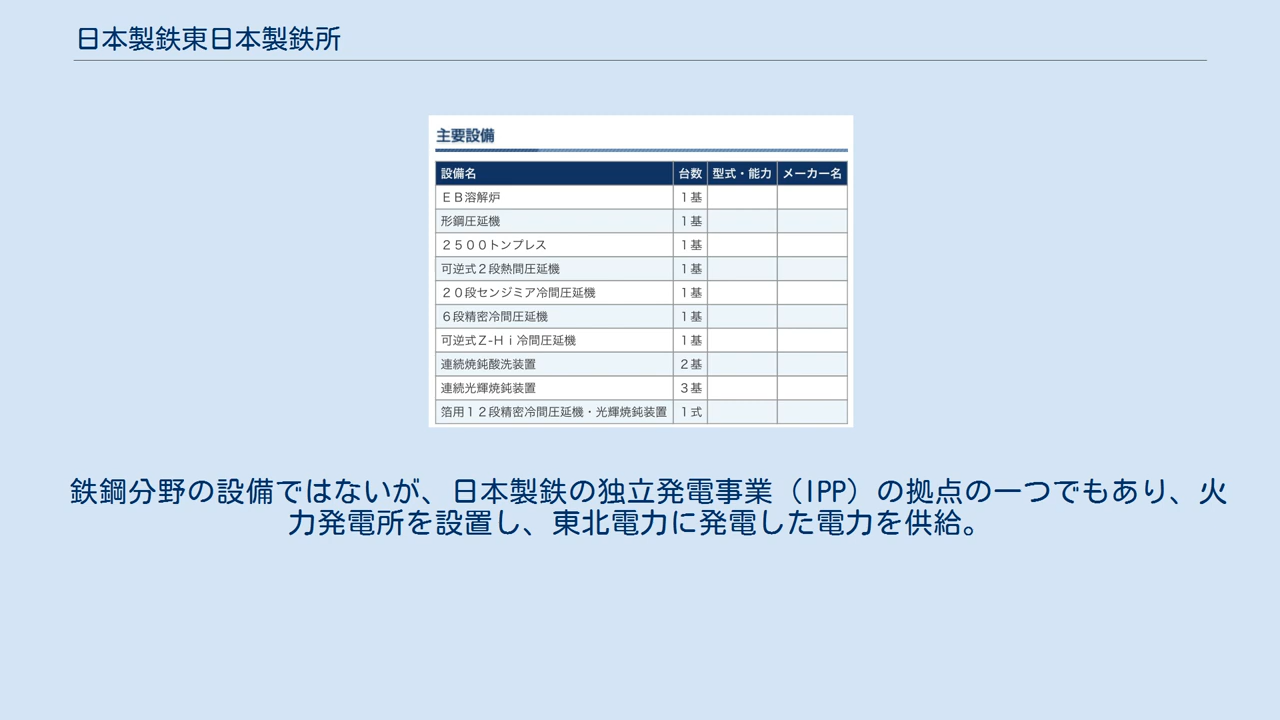 日本製鉄東日本製鉄所
主要設備
設備名 台数 型式・能力 メーカー名
ＥＢ溶解炉 １基
形鋼圧延機 １基
２５００トンプレス １基
可逆式２段熱間圧延機 １基
２０段センジミア冷間圧延機 １基
６段精密冷間圧延機 １基
可逆式Ｚ-Ｈｉ冷間圧延機 １基
連続焼鈍酸洗装置 ２基
連続光輝焼鈍装置 ３基
箔用１２段精密冷間圧延機・光輝焼鈍装置 １式
鉄鋼分野の設備ではないが、日本製鉄の独立発電事業（IPP）の拠点の一つでもあり、火
力発電所を設置し、東北電力に発電した電力を供給。